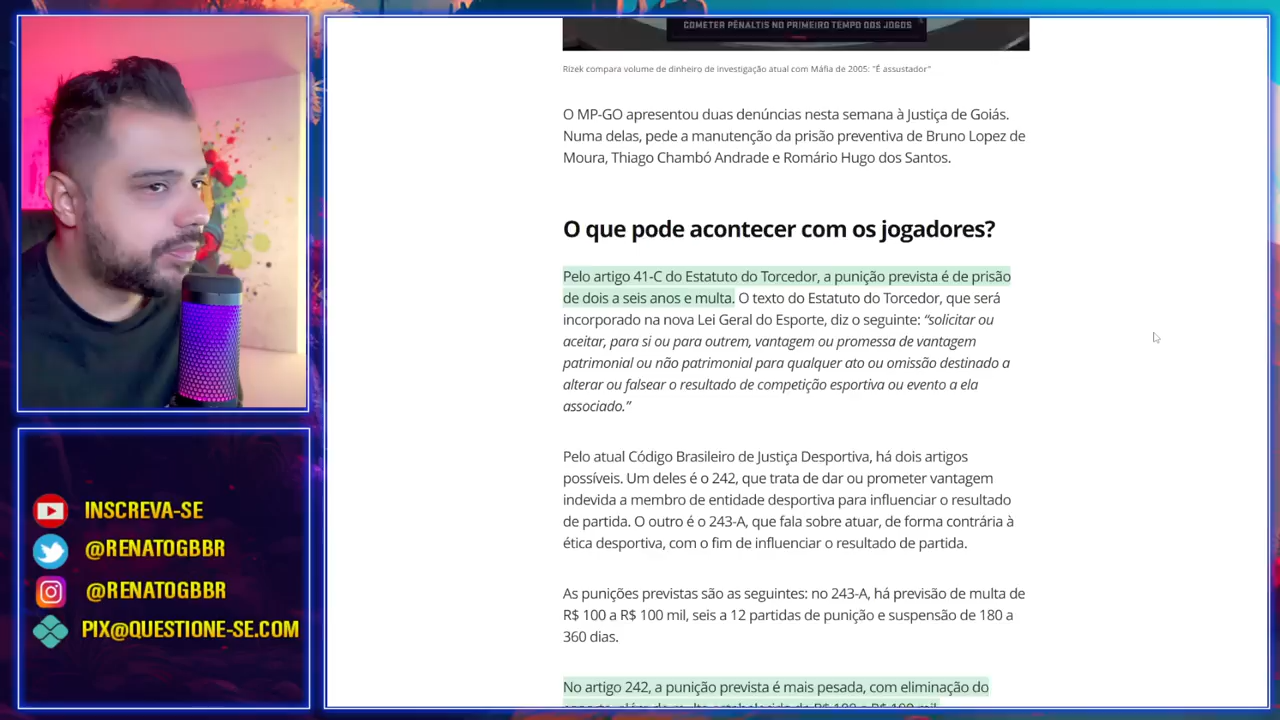 COMETER PÊNALTIS NO PRIMEIRO TEMPO DOS JOGOS
Rizek compara volume de dinheiro de investigação atual com Máfia de 2005: "É assustador"
O MP-GO apresentou duas denúncias nesta semana à Justiça de Goiás.
Numa delas, pede a manutenção da prisão preventiva de Bruno Lopez de
Moura, Thiago Chambó Andrade e Romário Hugo dos Santos.
O que pode acontecer com os jogadores?
Pelo artigo 41-C do Estatuto do Torcedor, a punição prevista é de prisão
de dois a seis anos e multa. O texto do Estatuto do Torcedor, que será
incorporado na nova Lei Geral do Esporte, diz o seguinte: “solicitar ou
aceitar, para si ou para outrem, vantagem ou promessa de vantagem
patrimonial ou não patrimonial para qualquer ato ou omissão destinado a
alterar ou falsear o resultado de competição esportiva ou evento a ela
associado.”
Pelo atual Código Brasileiro de Justiça Desportiva, há dois artigos
possíveis. Um deles é o 242, que trata de dar ou prometer vantagem
indevida a membro de entidade desportiva para influenciar o resultado
de partida. O outro é o 243-A, que fala sobre atuar, de forma contrária à
ética desportiva, com o fim de influenciar o resultado de partida.
As punições previstas são as seguintes: no 243-A, há previsão de multa de
R$ 100 a R$ 100 mil, seis a 12 partidas de punição e suspensão de 180 a
360 dias.
No artigo 242, a punição prevista é mais pesada, com eliminação do
INSCREVA-SE
@RENATOGBBR
@RENATOGBBR
PIX@QUESTIONE-SE.COM